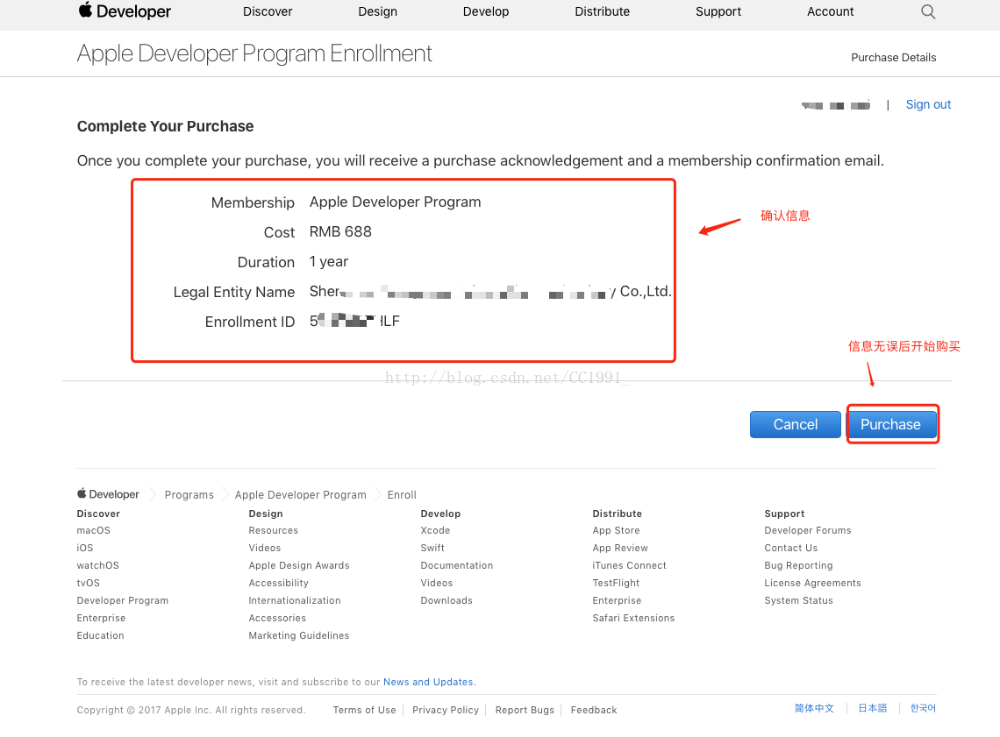 Developer Discover Design Develop Distribute Support Account
Apple Developer Program Enrollment
Purchase Details
| Sign out
Complete Your Purchase
Once you complete your purchase, you will receive a purchase acknowledgement and a membership confirmation email.
Membership Apple Developer Program
确认信息
Cost RMB 688
Duration 1 year
Legal Entity Name Co.,Ltd.
Enrollment ID
信息无误后开始购买
http://blog.csdn.net/CC1991_
Cancel Purchase
Developer Programs Apple Developer Program Enroll
Discover Design Develop Distribute Support
macOS Resources Xcode App Store Developer Forums
iOS Videos Swift App Review Contact Us
watchOS Apple Design Awards Documentation iTunes Connect Bug Reporting
tvOS Accessibility Videos TestFlight License Agreements
Developer Program Internationalization Downloads Enterprise System Status
Enterprise Accessories Safari Extensions
Education Marketing Guidelines
To receive the latest developer news, visit and subscribe to our News and Updates.
Copyright © 2017 Apple Inc. All rights reserved. Terms of Use | Privacy Policy | Report Bugs | Feedback 简体中文 | 日本語 | 한국어